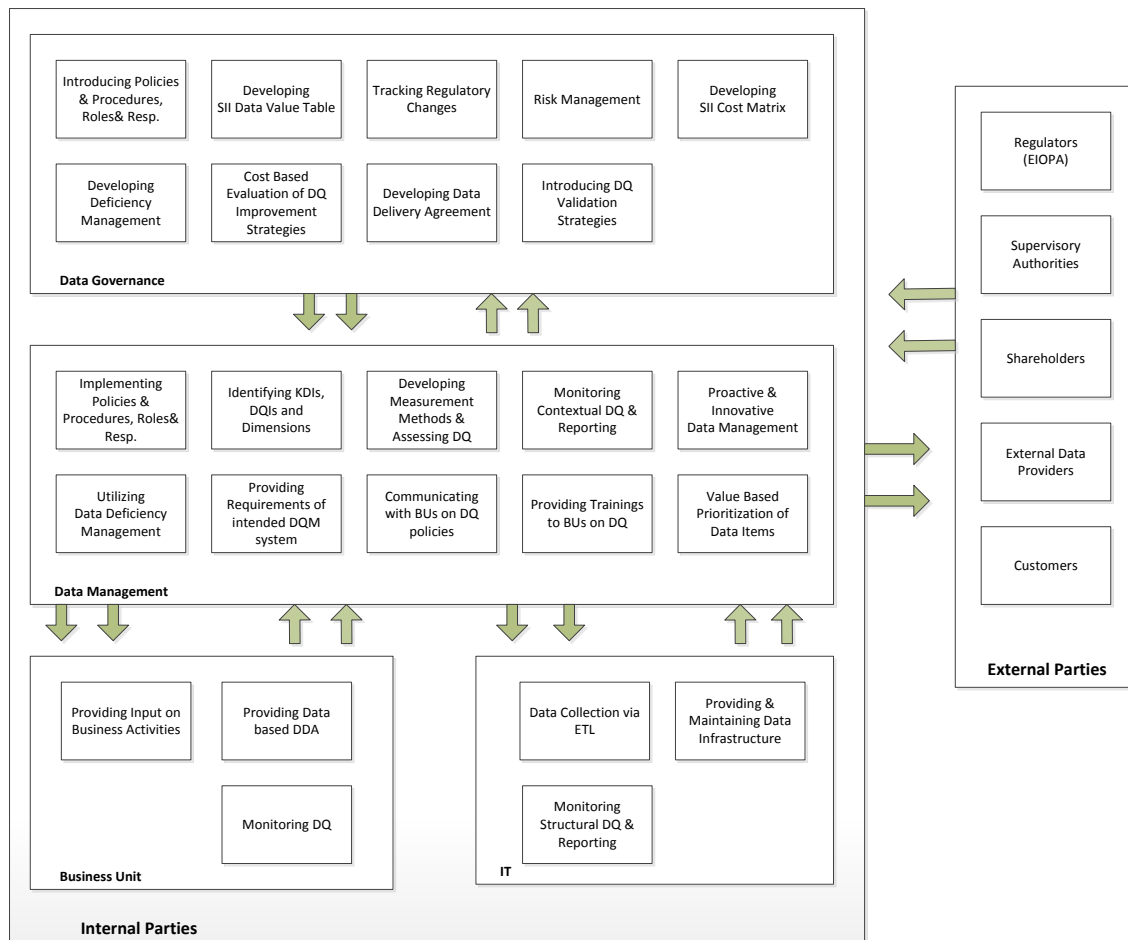 Introducing Policies
& Procedures,
Roles& Resp.
Developing
SII Data Value Table
Tracking Regulatory
Changes
Risk Management
Developing
SII Cost Matrix
Developing
Deficiency
Management
Cost Based
Evaluation of DQ
Improvement
Strategies
Developing Data
Delivery Agreement
Introducing DQ
Validation
Strategies
Data Governance
Implementing
Policies &
Procedures, Roles&
Resp.
Identifying KDIs,
DQIs and
Dimensions
Developing
Measurement
Methods &
Assessing DQ
Monitoring
Contextual DQ &
Reporting
Proactive &
Innovative
Data Management
Utilizing
Data Deficiency
Management
Providing
Requirements of
intended DQM
system
Communicating
with BUs on DQ
policies
Providing Trainings
to BUs on DQ
Value Based
Prioritization of
Data Items
Data Management
Providing Input on
Business Activities
Providing Data
based DDA
Monitoring DQ
Business Unit
Data Collection via
ETL
Providing &
Maintaining Data
Infrastructure
Monitoring
Structural DQ &
Reporting
IT
Internal Parties
Regulators
(EIOPA)
Supervisory
Authorities
Shareholders
External Data
Providers
Customers
External Parties